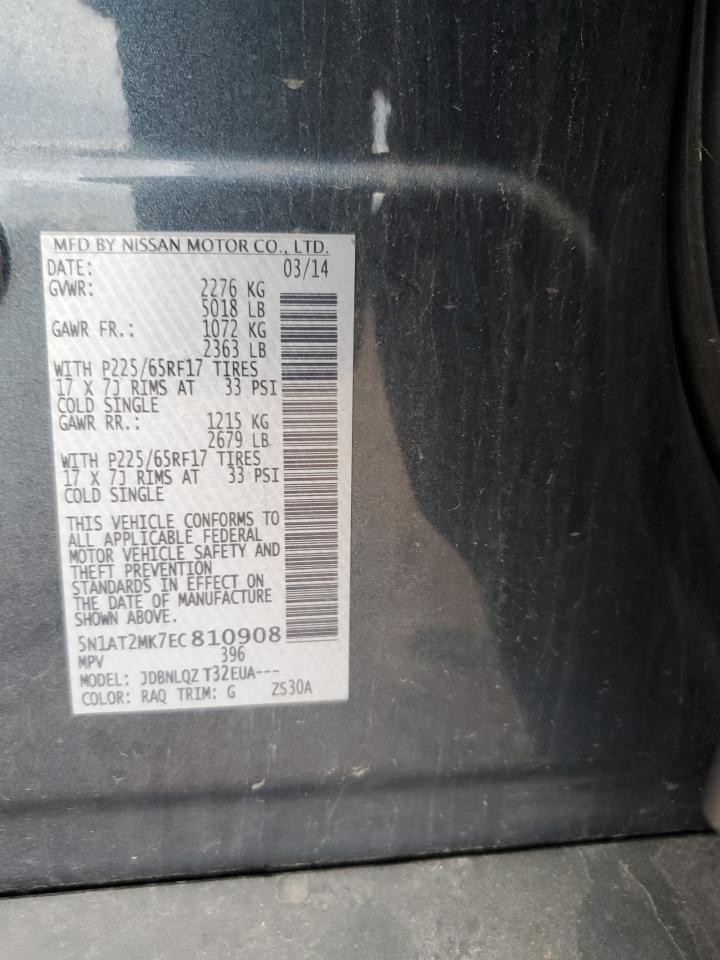 MFD BY NISSAN MOTOR CO., LTD.
DATE: 03/14
GVWR: 2276 KG
5018 LB
GAWR FR.: 1072 KG
2363 LB
WITH P225/65RF17 TIRES
17 X 7J RIMS AT 33 PSI
COLD SINGLE
GAWR RR.: 1215 KG
2679 LB
WITH P225/65RF17 TIRES
17 X 7J RIMS AT 33 PSI
COLD SINGLE
THIS VEHICLE CONFORMS TO
ALL APPLICABLE FEDERAL
MOTOR VEHICLE SAFETY AND
THEFT PREVENTION
STANDARDS IN EFFECT ON
THE DATE OF MANUFACTURE
SHOWN ABOVE.
5N1AT2MK7EC810908
MPV 396
MODEL: JDBNLQZ T32EUA---
COLOR: RAQ TRIM: G ZS30A